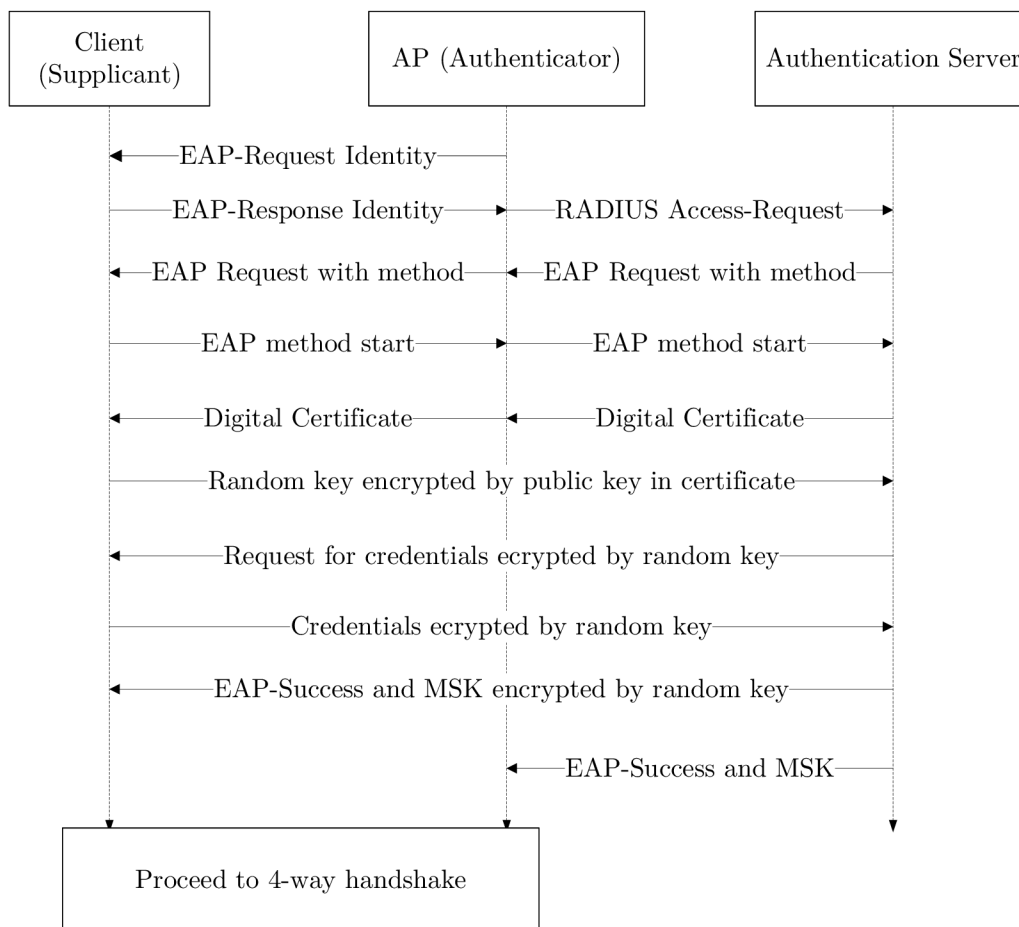 Client
(Supplicant)
AP (Authenticator)
Authentication Server
EAP-Request Identity
EAP-Response Identity
RADIUS Access-Request
EAP Request with method
EAP Request with method
EAP method start
EAP method start
Digital Certificate
Digital Certificate
Random key encrypted by public key in certificate
Request for credentials ecrypted by random key
Credentials ecrypted by random key
EAP-Success and MSK encrypted by random key
EAP-Success and MSK
Proceed to 4-way handshake